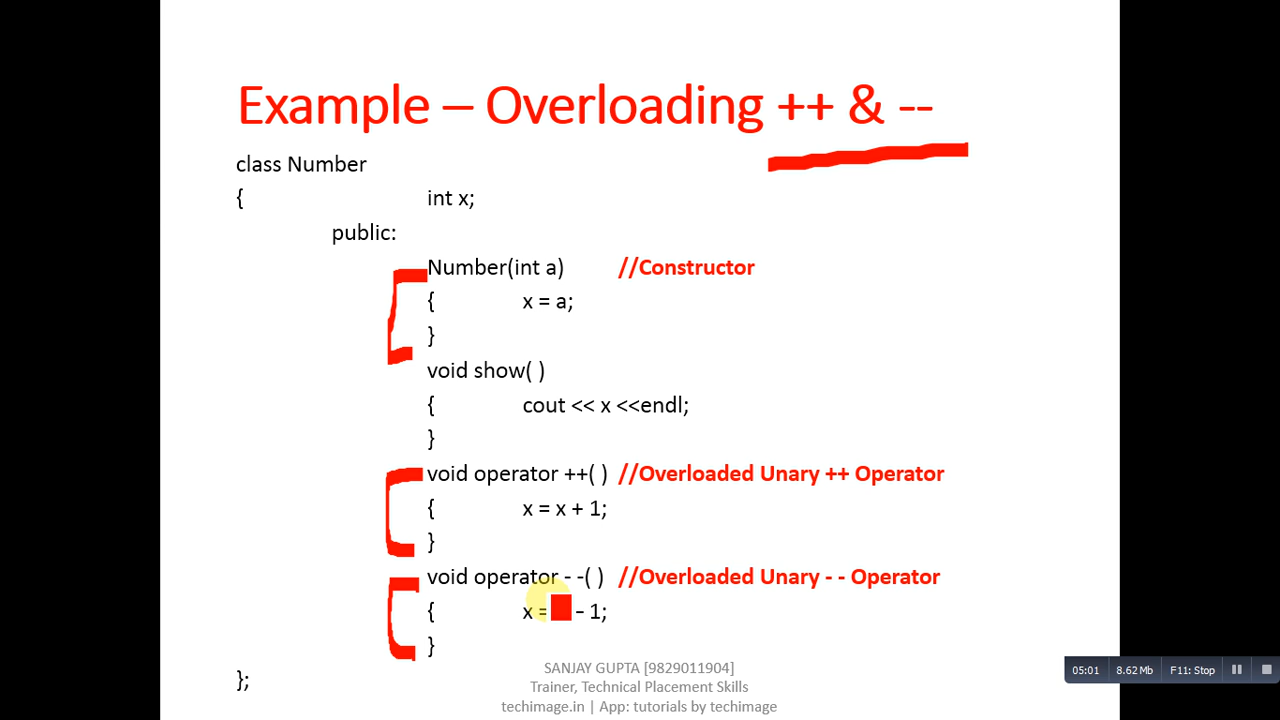 Example – Overloading ++ & --
class Number
{ int x;
public:
Number(int a) //Constructor
{ x = a;
}
void show( )
{ cout << x <<endl;
}
void operator ++( ) //Overloaded Unary ++ Operator
{ x = x + 1;
}
void operator - -( ) //Overloaded Unary - - Operator
{ x = – 1;
}
};
SANJAY GUPTA [9829011904]
Trainer, Technical Placement Skills
techimage.in | App: tutorials by techimage
05:01 8.62 Mb F11: Stop